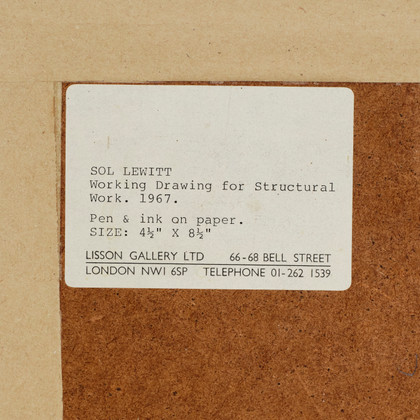 SOL LEWITT
Working Drawing for Structural
Work. 1967.
Pen & ink on paper.
SIZE: 4½" X 8½"
LISSON GALLERY LTD 66-68 BELL STREET
LONDON NW1 6SP TELEPHONE 01-262 1539